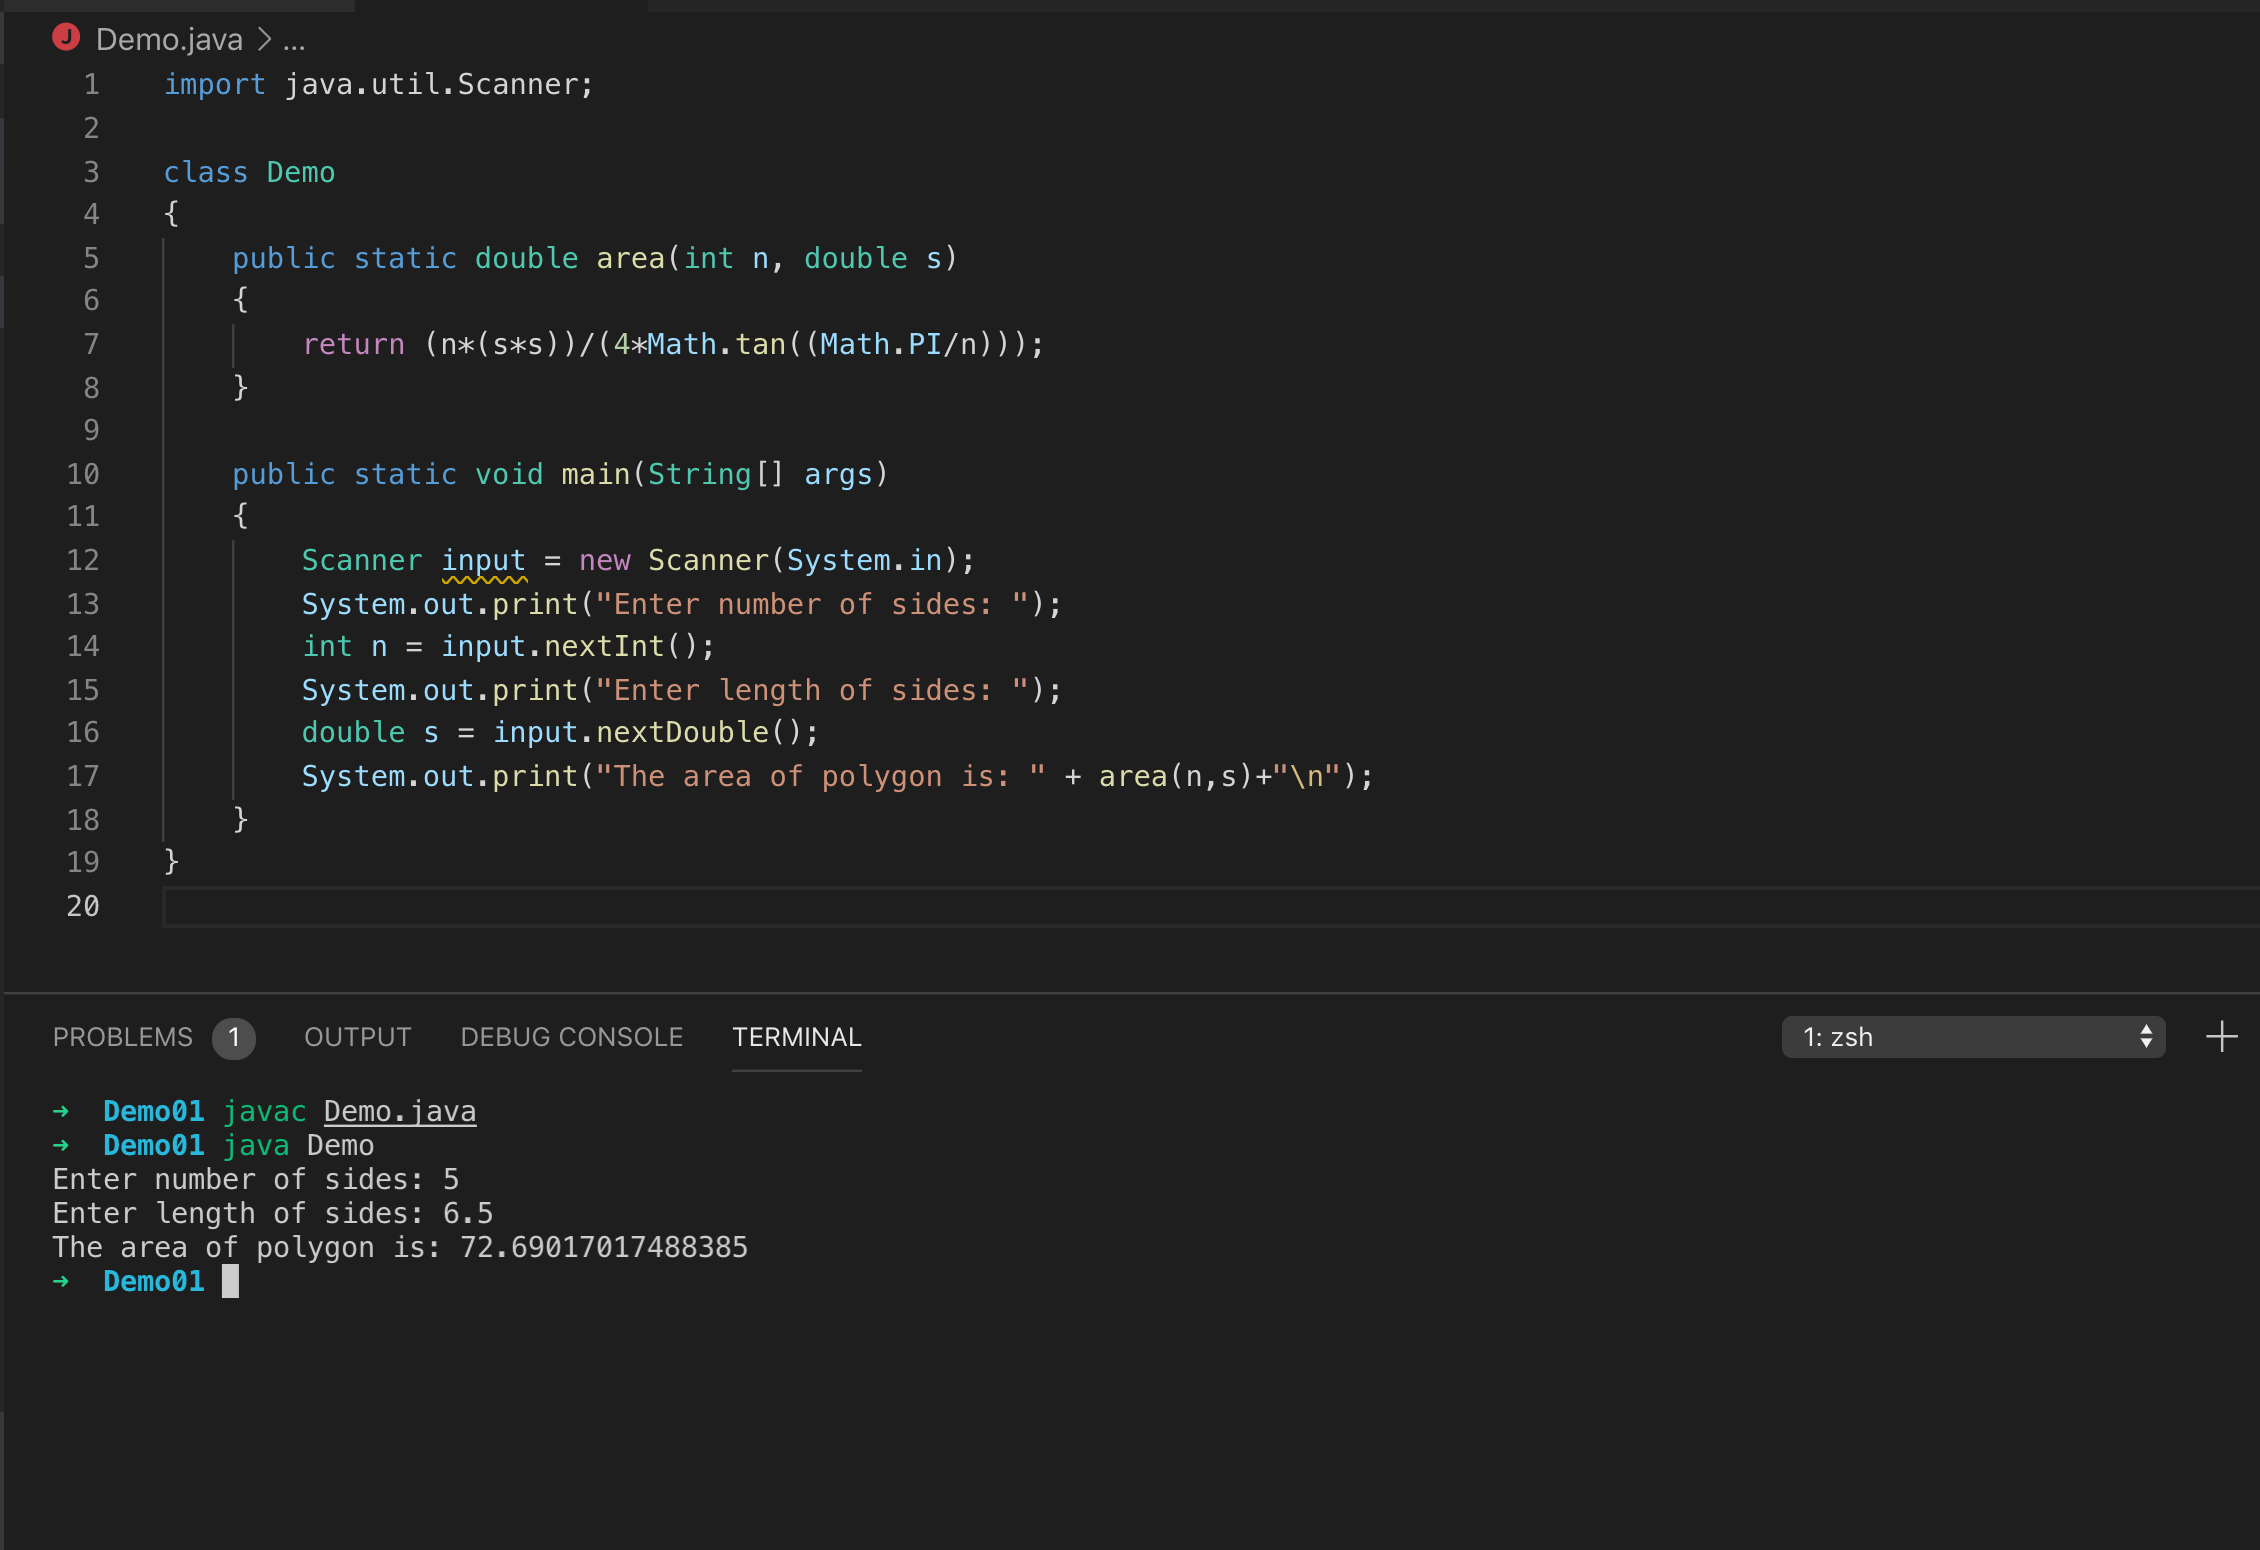 Demo.java > ...
1 import java.util.Scanner;
2
3 class Demo
4 {
5     public static double area(int n, double s)
6     {
7         return (n*(s*s))/(4*Math.tan((Math.PI/n)));
8     }
9
10     public static void main(String[] args)
11     {
12         Scanner input = new Scanner(System.in);
13         System.out.print("Enter number of sides: ");
14         int n = input.nextInt();
15         System.out.print("Enter length of sides: ");
16         double s = input.nextDouble();
17         System.out.print("The area of polygon is: " + area(n,s)+"\n");
18     }
19 }
20
PROBLEMS 1 OUTPUT DEBUG CONSOLE TERMINAL 1: zsh
➜ Demo01 javac Demo.java
➜ Demo01 java Demo
Enter number of sides: 5
Enter length of sides: 6.5
The area of polygon is: 72.69017017488385
➜ Demo01